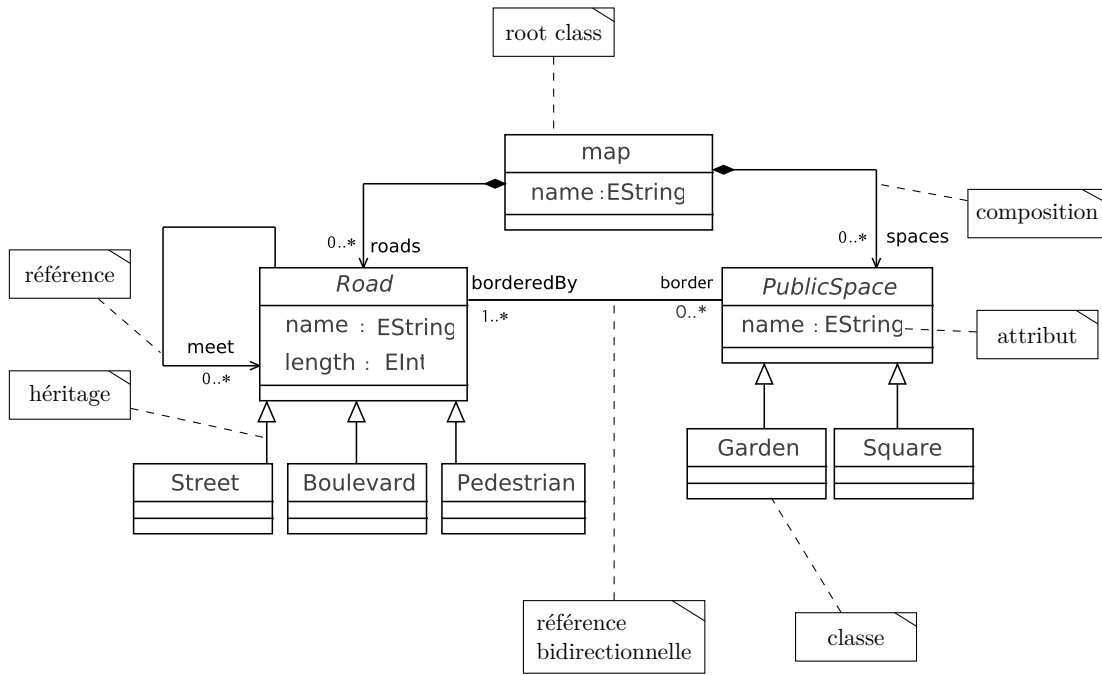 root class
map
name :EString
composition
0..*
roads
0..*
spaces
référence
Road
borderedBy
border
PublicSpace
1..*
0..*
name : EString
name : EString
attribut
meet
length : EInt
0..*
héritage
Garden
Square
Street
Boulevard
Pedestrian
référence
bidirectionnelle
classe